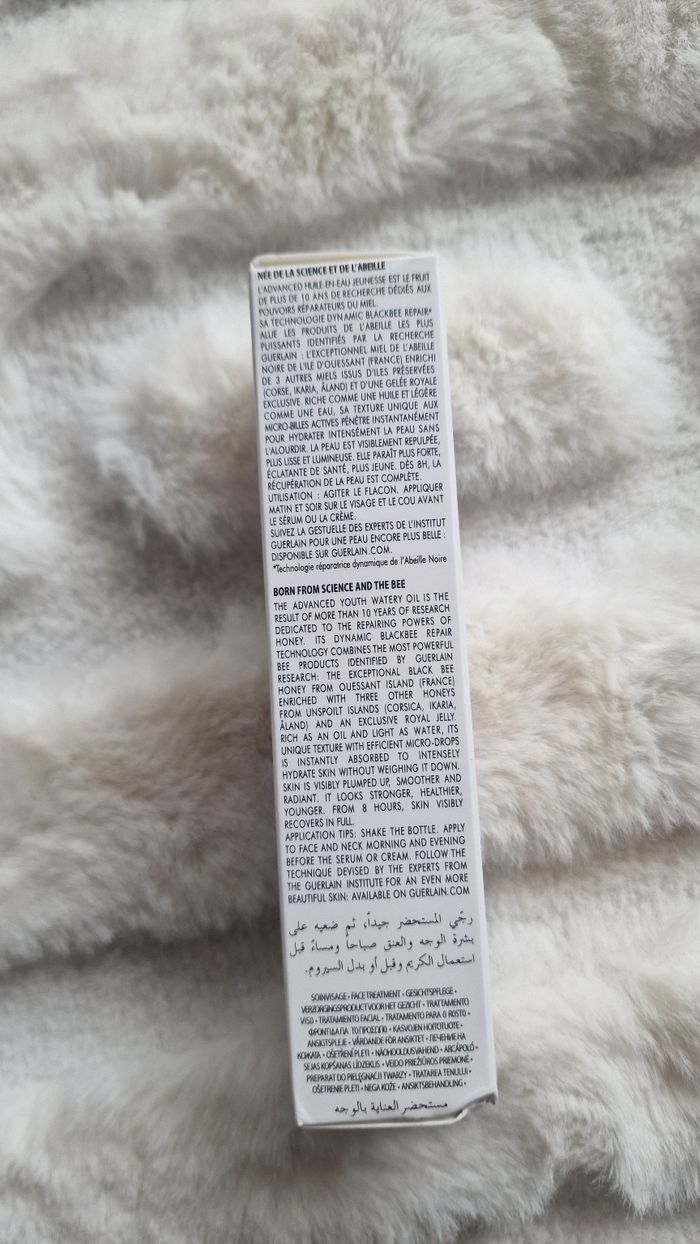 NÉE DE LA SCIENCE ET DE L'ABEILLE
L'ADVANCED HUILE-EN-EAU JEUNESSE EST LE FRUIT
DE PLUS DE 10 ANS DE RECHERCHE DÉDIÉS AUX
POUVOIRS RÉPARATEURS DU MIEL.
SA TECHNOLOGIE DYNAMIC BLACKBEE REPAIR*
ALLIE LES PRODUITS DE L'ABEILLE LES PLUS
PUISSANTS IDENTIFIÉS PAR LA RECHERCHE
GUERLAIN : L'EXCEPTIONNEL MIEL DE L'ABEILLE
NOIRE DE L'ILE D'OUESSANT (FRANCE) ENRICHI
DE 3 AUTRES MIELS ISSUS D'ILES PRÉSERVÉES
(CORSE, IKARIA, ÅLAND) ET D'UNE GELÉE ROYALE
EXCLUSIVE. RICHE COMME UNE HUILE ET LÉGÈRE
COMME UNE EAU, SA TEXTURE UNIQUE AUX
MICRO-BILLES ACTIVES PÉNÈTRE INSTANTANÉMENT
POUR HYDRATER INTENSÉMENT LA PEAU SANS
L'ALOURDIR. LA PEAU EST VISIBLEMENT REPULPÉE,
PLUS LISSE ET LUMINEUSE. ELLE PARAÎT PLUS FORTE,
ÉCLATANTE DE SANTÉ, PLUS JEUNE. DÈS 8H, LA
RÉCUPÉRATION DE LA PEAU EST COMPLÈTE.
UTILISATION : AGITER LE FLACON. APPLIQUER
MATIN ET SOIR SUR LE VISAGE ET LE COU AVANT
LE SÉRUM OU LA CRÈME.
SUIVEZ LA GESTUELLE DES EXPERTS DE L'INSTITUT
GUERLAIN POUR UNE PEAU ENCORE PLUS BELLE :
DISPONIBLE SUR GUERLAIN.COM.
*Technologie réparatrice dynamique de l'Abeille Noire
BORN FROM SCIENCE AND THE BEE
THE ADVANCED YOUTH WATERY OIL IS THE
RESULT OF MORE THAN 10 YEARS OF RESEARCH
DEDICATED TO THE REPAIRING POWERS OF
HONEY. ITS DYNAMIC BLACKBEE REPAIR
TECHNOLOGY COMBINES THE MOST POWERFUL
BEE PRODUCTS IDENTIFIED BY GUERLAIN
RESEARCH: THE EXCEPTIONAL BLACK BEE
HONEY FROM OUESSANT ISLAND (FRANCE)
ENRICHED WITH THREE OTHER HONEYS
FROM UNSPOILT ISLANDS (CORSICA, IKARIA,
ÅLAND) AND AN EXCLUSIVE ROYAL JELLY.
RICH AS AN OIL AND LIGHT AS WATER, ITS
UNIQUE TEXTURE WITH EFFICIENT MICRO-DROPS
IS INSTANTLY ABSORBED TO INTENSELY
HYDRATE SKIN WITHOUT WEIGHING IT DOWN.
SKIN IS VISIBLY PLUMPED UP, SMOOTHER AND
RADIANT. IT LOOKS STRONGER, HEALTHIER,
YOUNGER. FROM 8 HOURS, SKIN VISIBLY
RECOVERS IN FULL.
APPLICATION TIPS: SHAKE THE BOTTLE. APPLY
TO FACE AND NECK MORNING AND EVENING
BEFORE THE SERUM OR CREAM. FOLLOW THE
TECHNIQUE DEVISED BY THE EXPERTS FROM
THE GUERLAIN INSTITUTE FOR AN EVEN MORE
BEAUTIFUL SKIN: AVAILABLE ON GUERLAIN.COM
رجّي المستحضر جيداً، ثم ضعيه على
بشرة الوجه والعنق صباحاً ومساءً قبل
استعمال الكريم وقبل أو بدل السيروم.
SOIN VISAGE • FACE TREATMENT • GESICHTSPFLEGE •
VERZORGINGSPRODUCT VOOR HET GEZICHT • TRATTAMENTO
VISO • TRATAMIENTO FACIAL • TRATAMENTO PARA O ROSTO •
ΦΡΟΝΤΙΔΑ ΓΙΑ ΤΟ ΠΡΟΣΩΠΟ • KASVOJEN HOITOTUOTE •
ANSIGTSPLEJE • VÅRDANDE FÖR ANSIKTET • ЛЕЧЕНИЕ НА
КОЖАТА • OŠETŘENÍ PLETI • NÄOHOOLDUSVAHEND • ARCÁPOLÓ •
SEJAS KOPŠANAS LĪDZEKLIS • VEIDO PRIEŽIŪROS PRIEMONĖ •
PREPARAT DO PIELĘGNACJI TWARZY • TRATAREA TENULUI •
OŠETRENIE PLETI • NEGA KOŽE • ANSIKTSBEHANDLING •
مستحضر العناية بالوجه